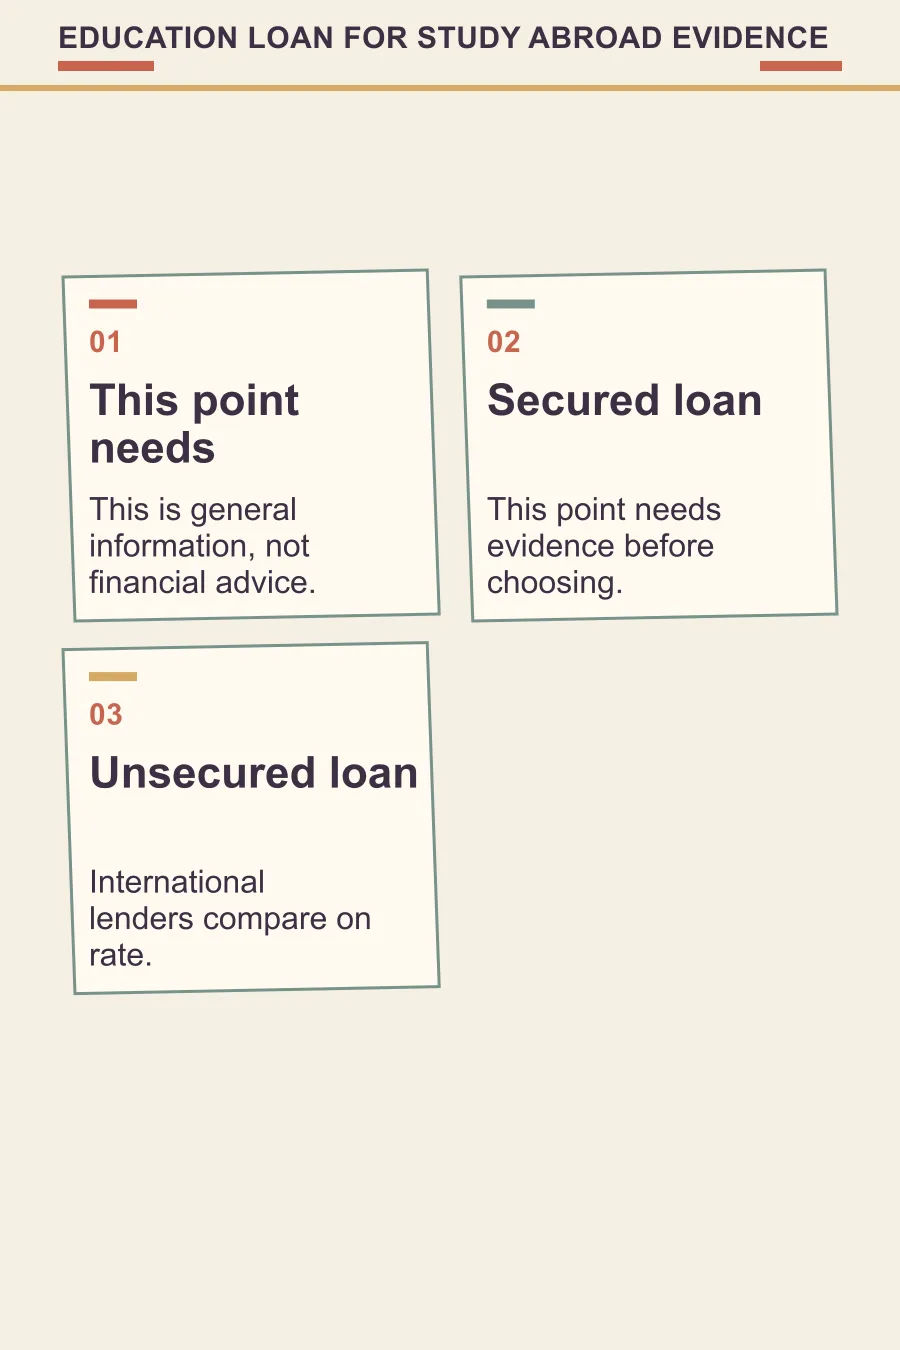 EDUCATION LOAN FOR STUDY ABROAD EVIDENCE
01
This point
needs
This is general
information, not
financial advice.
02
Secured loan
This point needs
evidence before
choosing.
03
Unsecured loan
International
lenders compare on
rate.